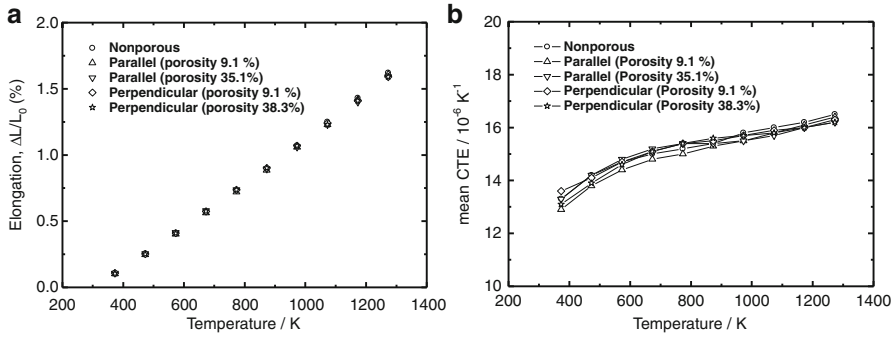 a
2.0
1.5
1.0
0.5
0.0
Elongation, ΔL/L0 (%)
Nonporous
Parallel (porosity 9.1 %)
Parallel (porosity 35.1%)
Perpendicular (porosity 9.1 %)
Perpendicular (porosity 38.3%)
200 400 600 800 1000 1200 1400
Temperature / K
b
20
18
16
14
12
10
mean CTE / 10-6 K-1
Nonporous
Parallel (Porosity 9.1 %)
Parallel (Porosity 35.1%)
Perpendicular (Porosity 9.1 %)
Perpendicular (Porosity 38.3%)
200 400 600 800 1000 1200 1400
Temperature / K